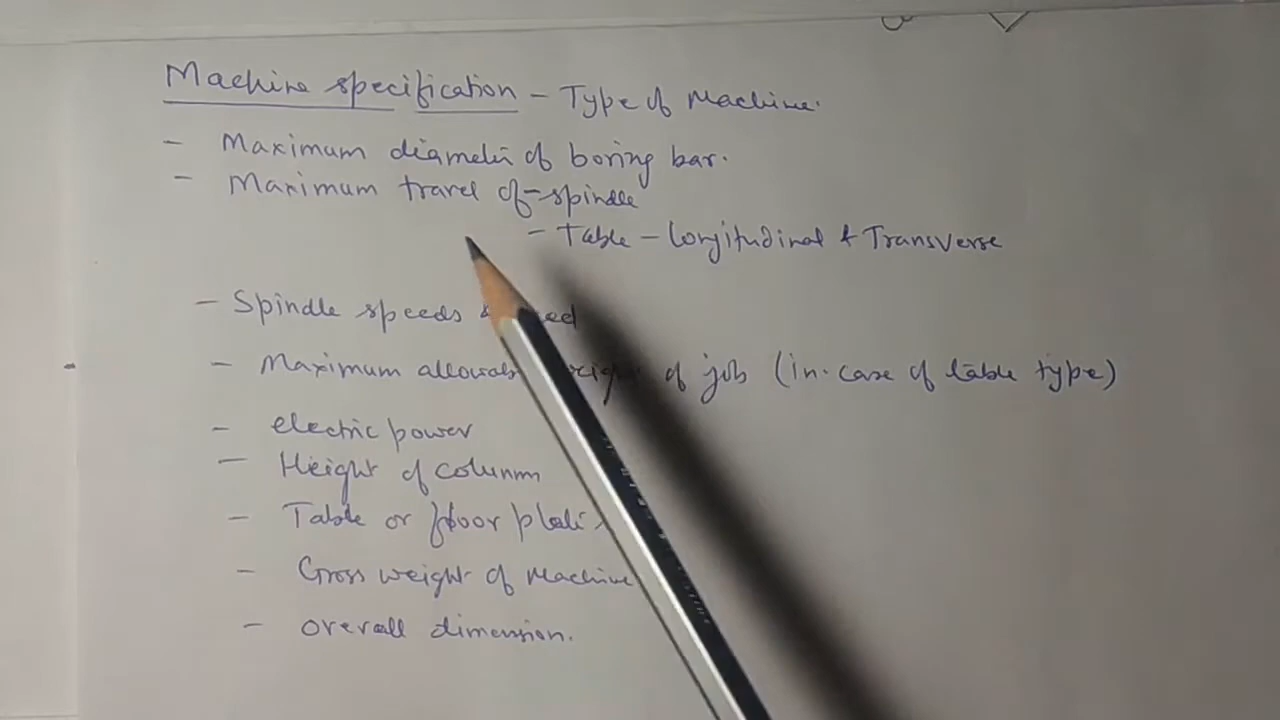 Machine specification - Type of Machine.
- Maximum diameter of boring bar.
- Maximum travel of - spindle
- Table - Longitudinal & Transverse
- Spindle speeds &
- Maximum of job (in case of table type)
- electric power
- Height of column
- Table or floor
- Gross weight of Machine
- overall dimension.